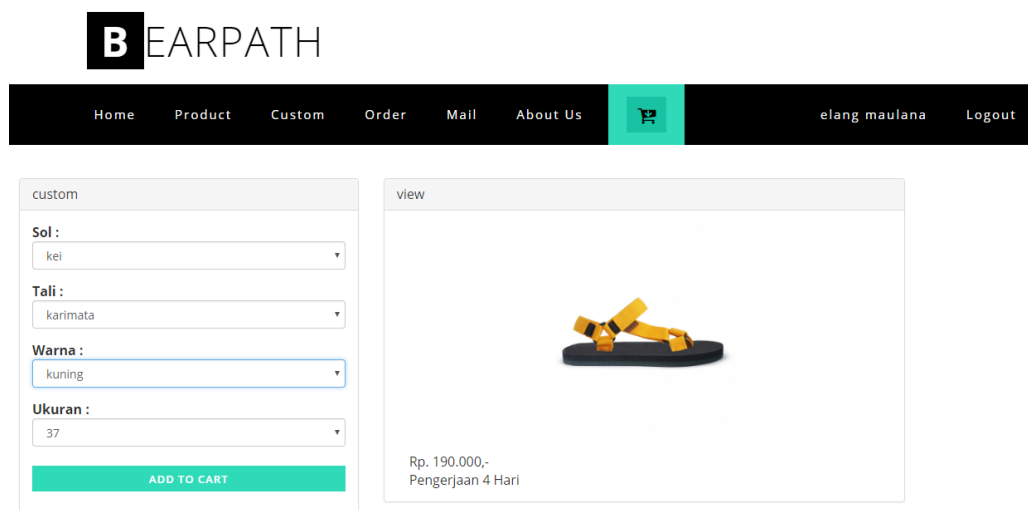 BEARPATH
Home Product Custom Order Mail About Us elang maulana Logout
custom
Sol :
kei
Tali :
karimata
Warna :
kuning
Ukuran :
37
ADD TO CART
view
Rp. 190.000,-
Pengerjaan 4 Hari